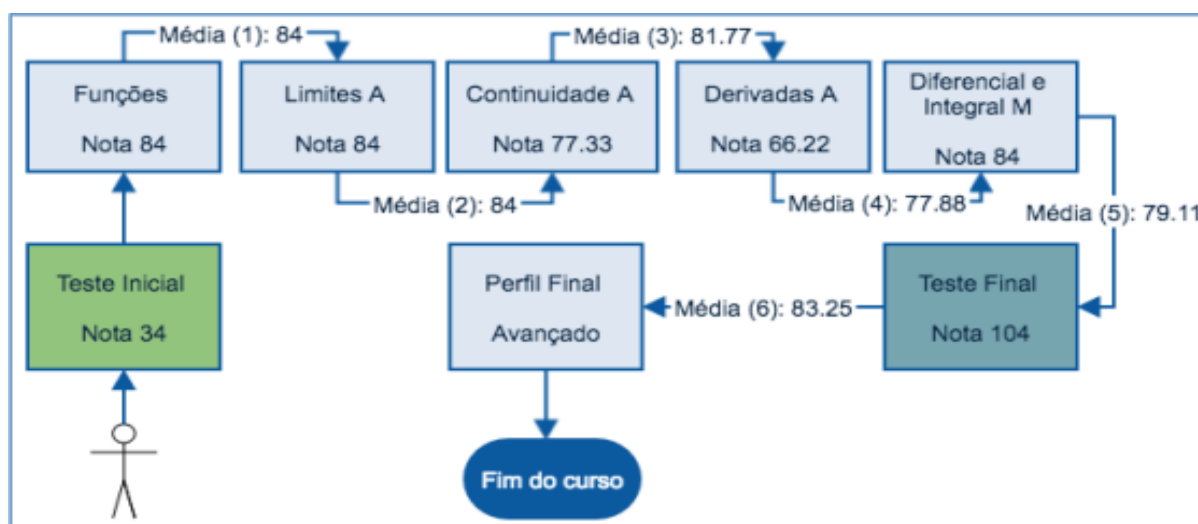 Média (1): 84
Média (3): 81.77
Funções
Nota 84
Limites A
Nota 84
Continuidade A
Nota 77.33
Derivadas A
Nota 66.22
Diferencial e
Integral M
Nota 84
Média (2): 84
Média (4): 77.88
Média (5): 79.11
Teste Inicial
Nota 34
Perfil Final
Avançado
Média (6): 83.25
Teste Final
Nota 104
Fim do curso